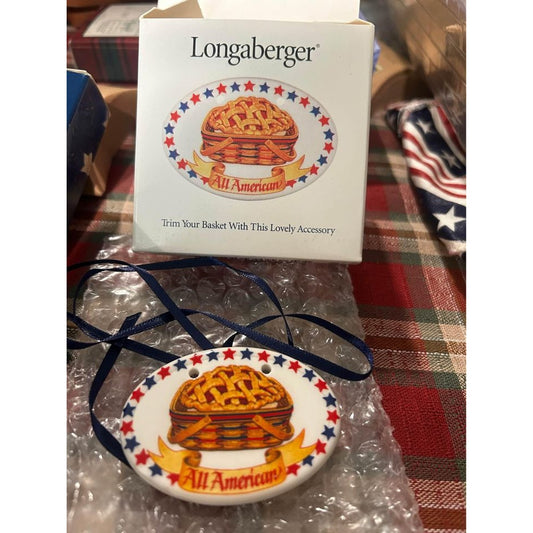 Longaberger®
All American
Trim Your Basket With This Lovely Accessory
All American